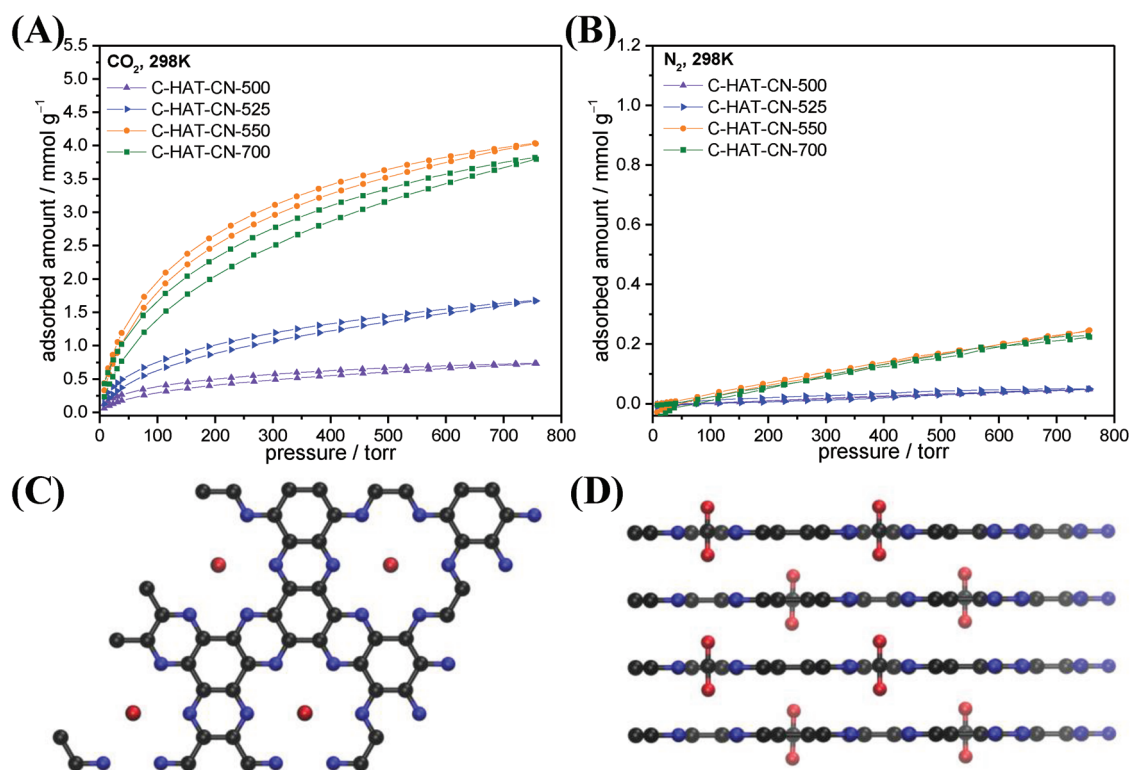 (A)
CO₂, 298K
C-HAT-CN-500
C-HAT-CN-525
C-HAT-CN-550
C-HAT-CN-700
adsorbed amount / mmol g⁻¹
5.5
5.0
4.5
4.0
3.5
3.0
2.5
2.0
1.5
1.0
0.5
0.0
0 100 200 300 400 500 600 700 800
pressure / torr
(B)
N₂, 298K
C-HAT-CN-500
C-HAT-CN-525
C-HAT-CN-550
C-HAT-CN-700
adsorbed amount / mmol g⁻¹
1.2
1.0
0.8
0.6
0.4
0.2
0.0
0 100 200 300 400 500 600 700 800
pressure / torr
(C)
(D)